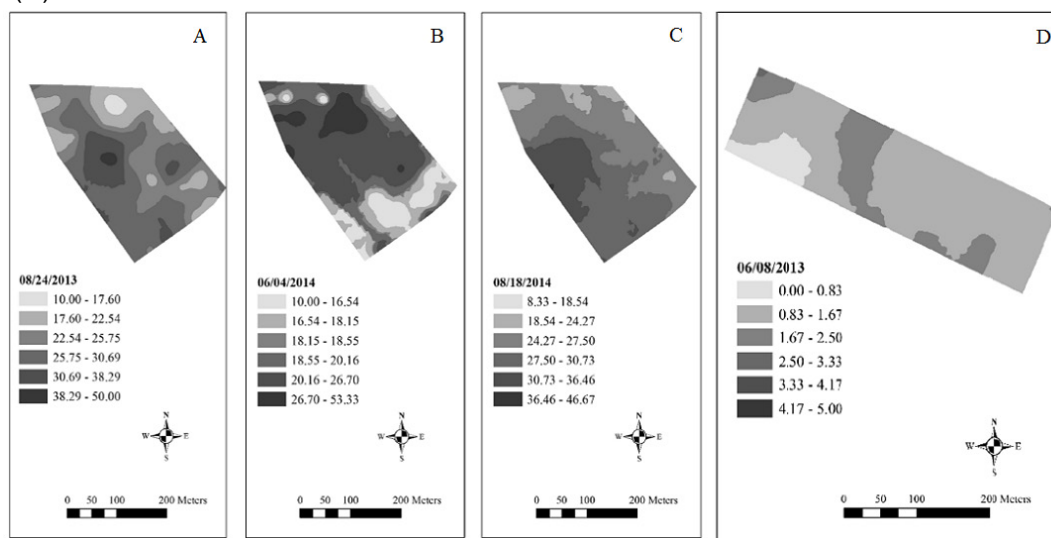 A
08/24/2013
10.00 - 17.60
17.60 - 22.54
22.54 - 25.75
25.75 - 30.69
30.69 - 38.29
38.29 - 50.00
N
W E
S
0 50 100 200 Meters
B
06/04/2014
10.00 - 16.54
16.54 - 18.15
18.15 - 18.55
18.55 - 20.16
20.16 - 26.70
26.70 - 53.33
N
W E
S
0 50 100 200 Meters
C
08/18/2014
8.33 - 18.54
18.54 - 24.27
24.27 - 27.50
27.50 - 30.73
30.73 - 36.46
36.46 - 46.67
N
W E
S
0 50 100 200 Meters
D
06/08/2013
0.00 - 0.83
0.83 - 1.67
1.67 - 2.50
2.50 - 3.33
3.33 - 4.17
4.17 - 5.00
N
W E
S
0 50 100 200 Meters